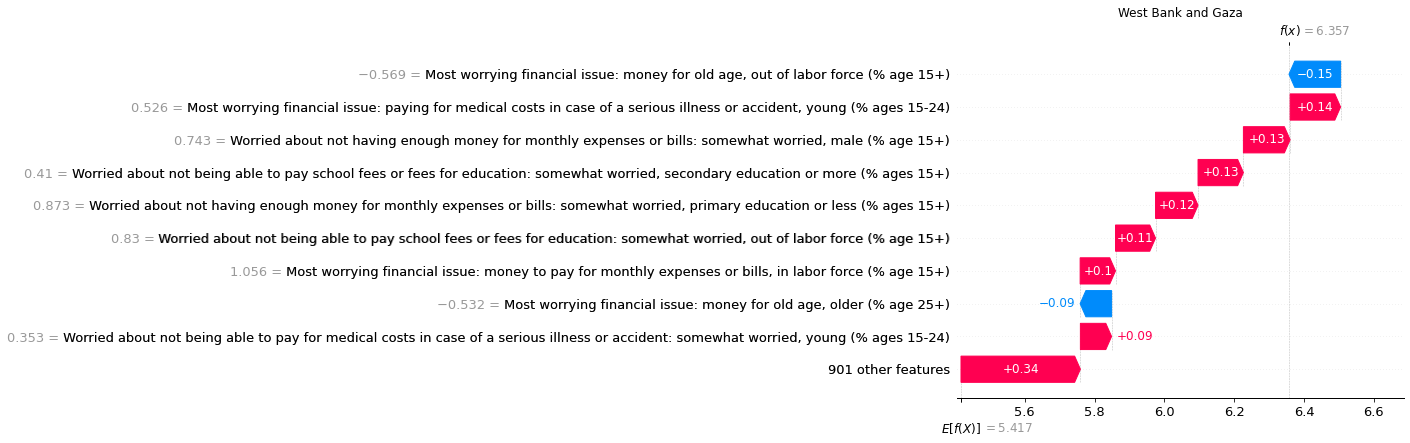 West Bank and Gaza
f(x) = 6.357
−0.569 = Most worrying financial issue: money for old age, out of labor force (% age 15+) −0.15
0.526 = Most worrying financial issue: paying for medical costs in case of a serious illness or accident, young (% ages 15-24) +0.14
0.743 = Worried about not having enough money for monthly expenses or bills: somewhat worried, male (% age 15+) +0.13
0.41 = Worried about not being able to pay school fees or fees for education: somewhat worried, secondary education or more (% ages 15+) +0.13
0.873 = Worried about not having enough money for monthly expenses or bills: somewhat worried, primary education or less (% ages 15+) +0.12
0.83 = Worried about not being able to pay school fees or fees for education: somewhat worried, out of labor force (% age 15+) +0.11
1.056 = Most worrying financial issue: money to pay for monthly expenses or bills, in labor force (% age 15+) +0.1
−0.532 = Most worrying financial issue: money for old age, older (% age 25+) −0.09
0.353 = Worried about not being able to pay for medical costs in case of a serious illness or accident: somewhat worried, young (% ages 15-24) +0.09
901 other features +0.34
5.6 5.8 6.0 6.2 6.4 6.6
E[f(X)] = 5.417